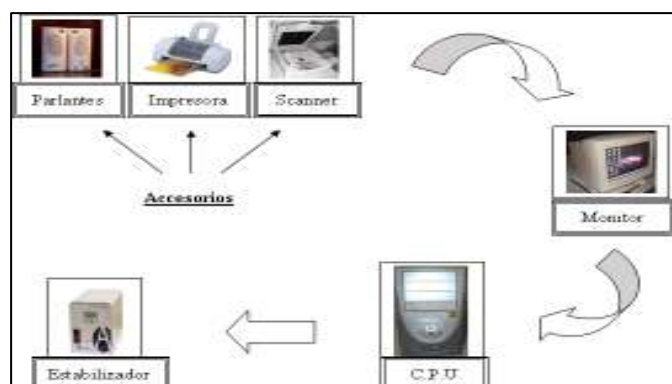 Parlantes
Impresora
Scanner
Accesorios
Monitor
Estabilizador
C.P.U